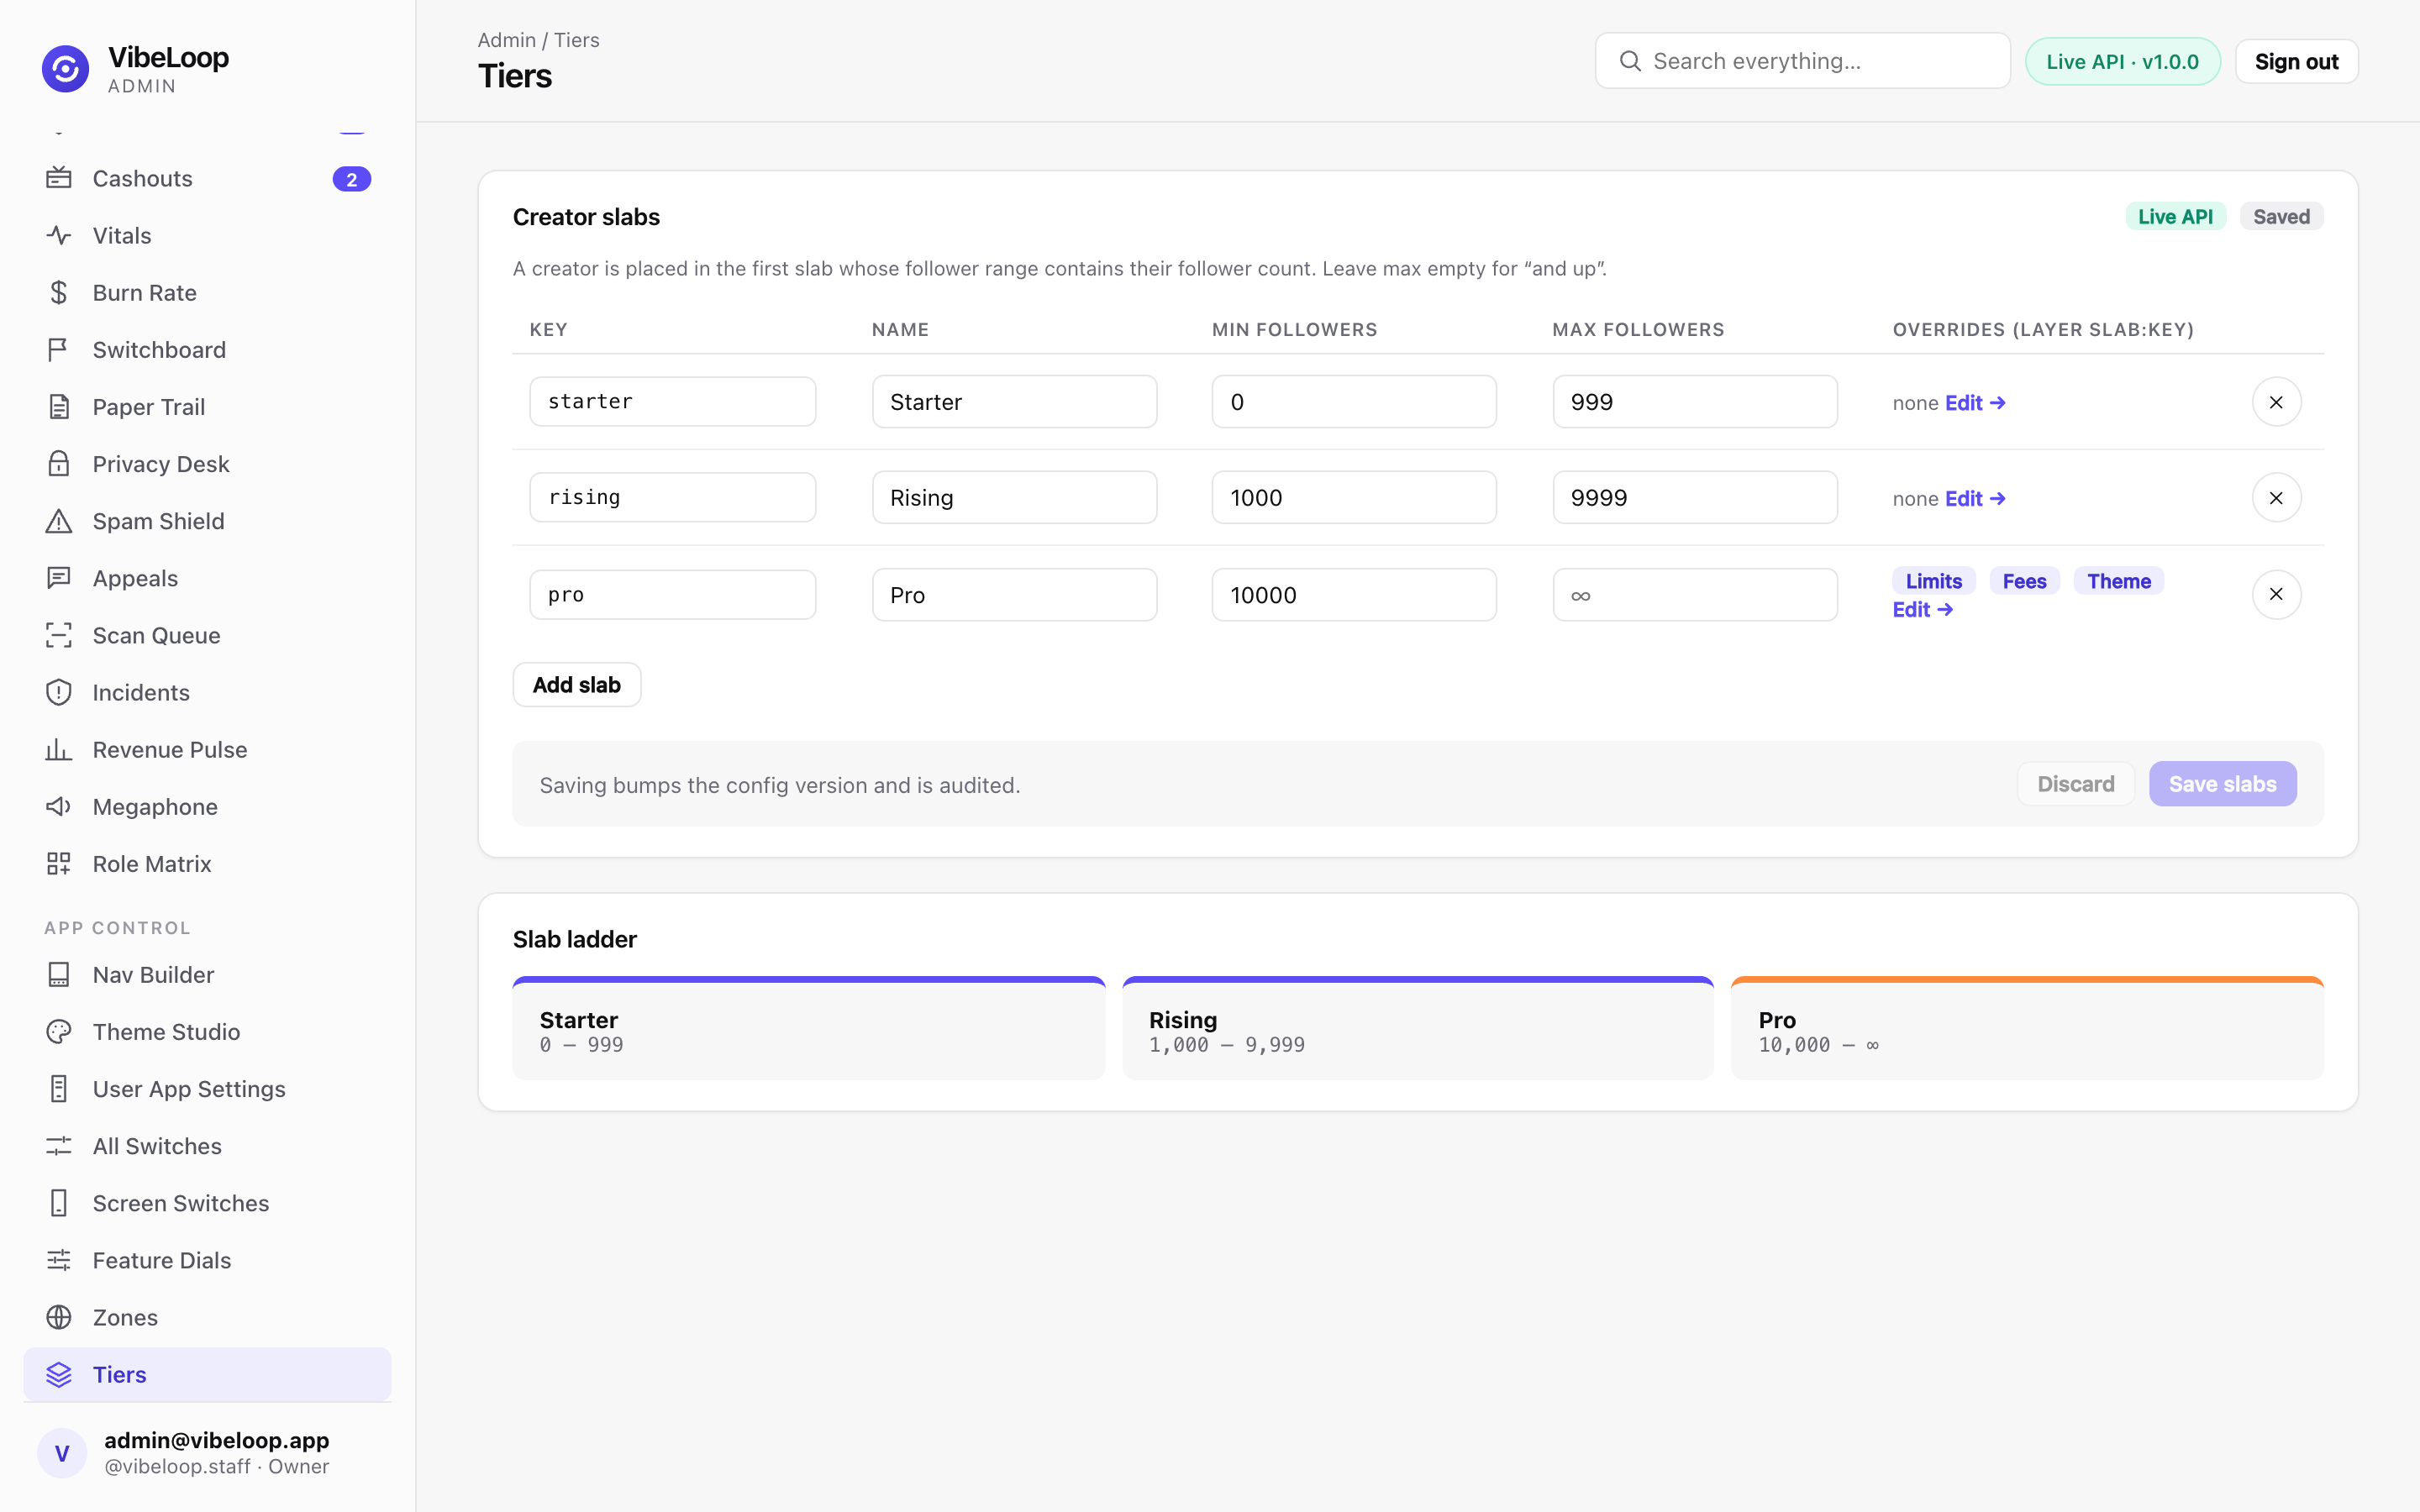 VibeLoop
ADMIN
Cashouts
2
Vitals
Burn Rate
Switchboard
Paper Trail
Privacy Desk
Spam Shield
Appeals
Scan Queue
Incidents
Revenue Pulse
Megaphone
Role Matrix
APP CONTROL
Nav Builder
Theme Studio
User App Settings
All Switches
Screen Switches
Feature Dials
Zones
Tiers
V
admin@vibeloop.app
@vibeloop.staff · Owner
Admin / Tiers
Tiers
Search everything...
Live API · v1.0.0
Sign out
Creator slabs
Live API
Saved
A creator is placed in the first slab whose follower range contains their follower count. Leave max empty for “and up”.
KEY NAME MIN FOLLOWERS MAX FOLLOWERS OVERRIDES (LAYER SLAB:KEY)
starter Starter 0 999 none Edit →
rising Rising 1000 9999 none Edit →
pro Pro 10000 ∞ Limits Fees Theme
Edit →
Add slab
Saving bumps the config version and is audited.
Discard
Save slabs
Slab ladder
Starter
0 – 999
Rising
1,000 – 9,999
Pro
10,000 – ∞